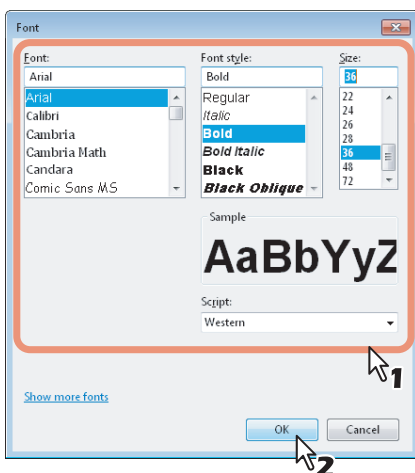 Font
Font:
Font style:
Size:
Arial
Bold
36
Arial
Calibri
Cambria
Cambria Math
Candara
Comic Sans MS
Regular
Italic
Bold
Bold Italic
Black
Black Oblique
22
24
26
28
36
48
72
Sample
AaBbYyZ
Script:
Western
1
Show more fonts
OK
Cancel
2